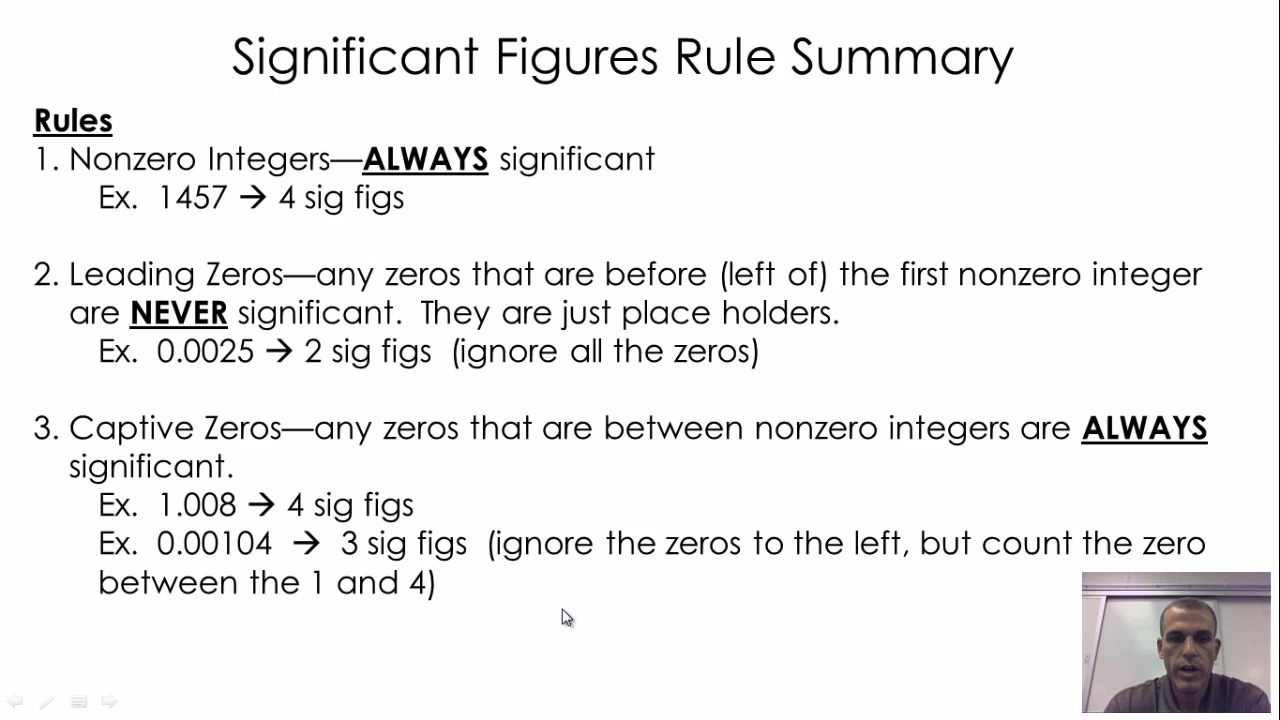 Significant Figures Rule Summary
Rules
1. Nonzero Integers—ALWAYS significant
Ex. 1457 → 4 sig figs
2. Leading Zeros—any zeros that are before (left of) the first nonzero integer
are NEVER significant. They are just place holders.
Ex. 0.0025 → 2 sig figs (ignore all the zeros)
3. Captive Zeros—any zeros that are between nonzero integers are ALWAYS
significant.
Ex. 1.008 → 4 sig figs
Ex. 0.00104 → 3 sig figs (ignore the zeros to the left, but count the zero
between the 1 and 4)